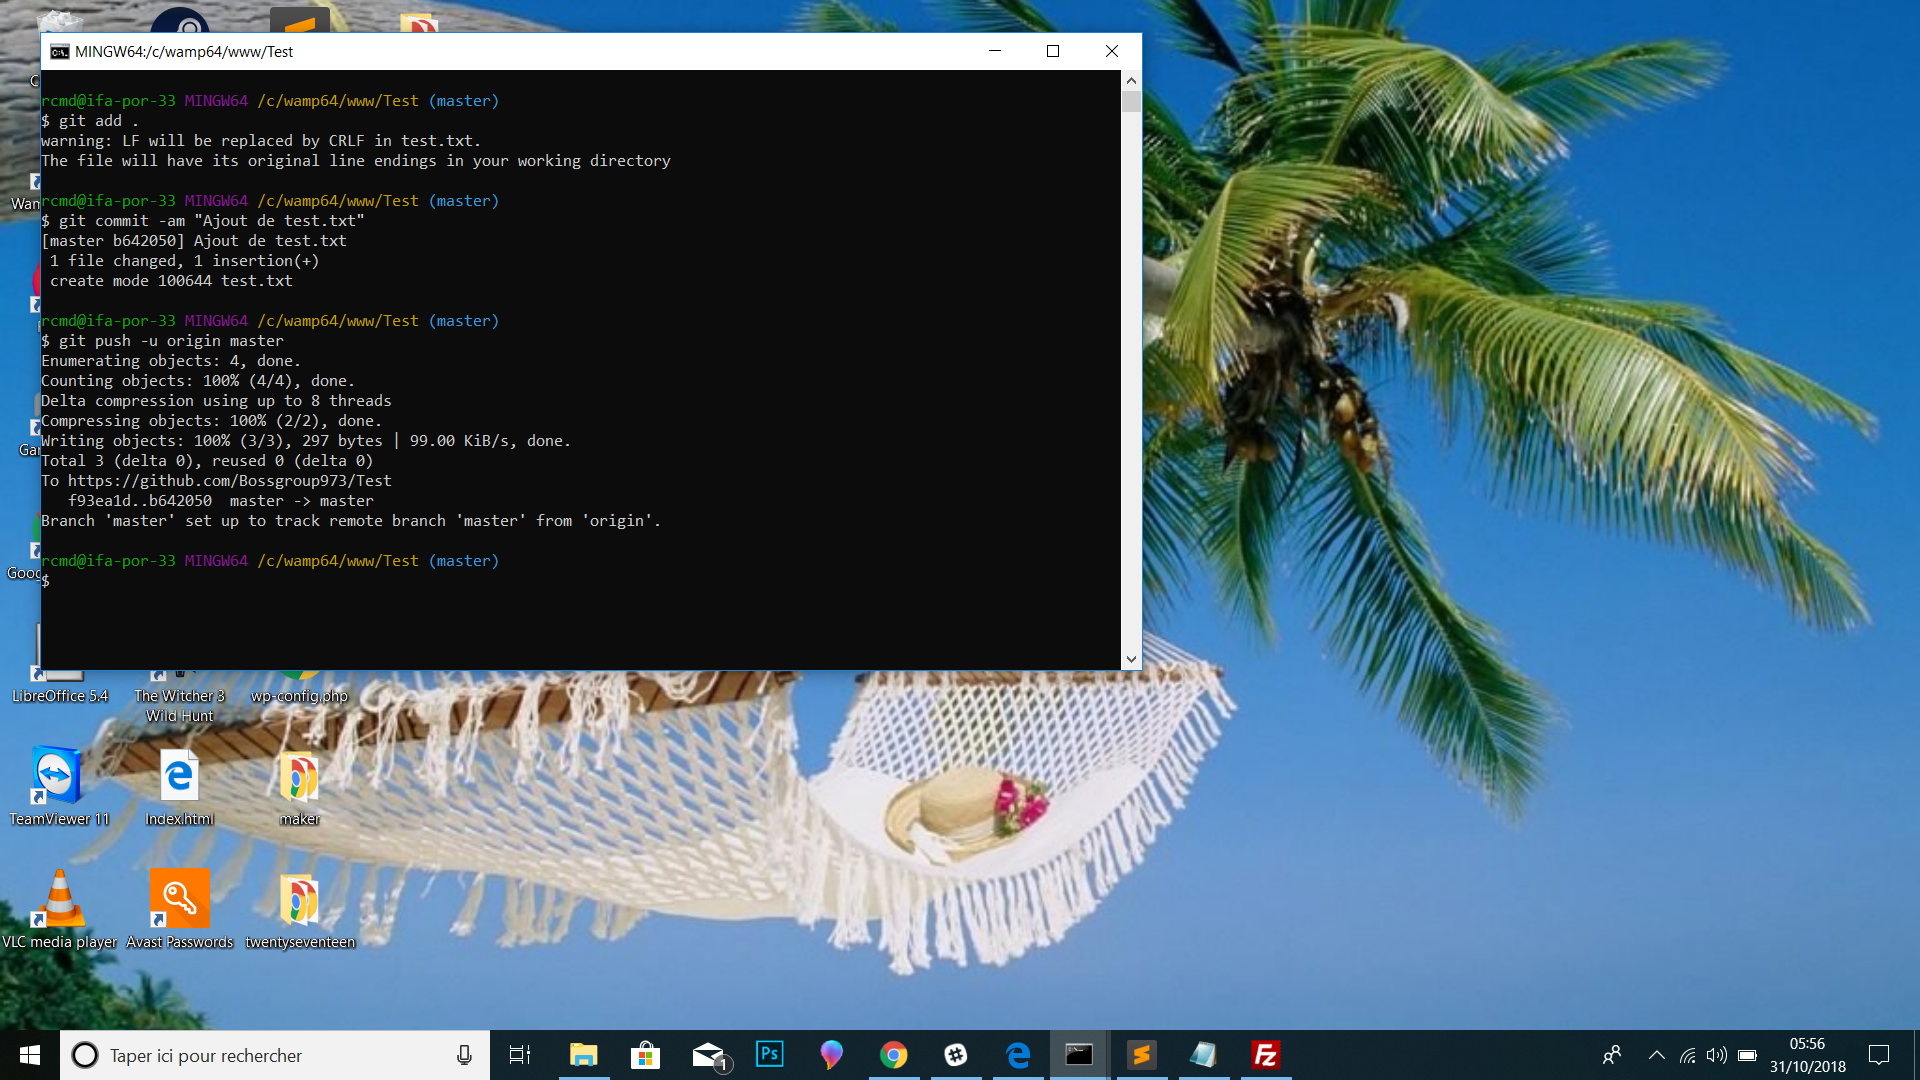 MINGW64:/c/wamp64/www/Test
rcmd@ifa-por-33 MINGW64 /c/wamp64/www/Test (master)
$ git add .
warning: LF will be replaced by CRLF in test.txt.
The file will have its original line endings in your working directory
rcmd@ifa-por-33 MINGW64 /c/wamp64/www/Test (master)
$ git commit -am "Ajout de test.txt"
[master b642050] Ajout de test.txt
1 file changed, 1 insertion(+)
create mode 100644 test.txt
rcmd@ifa-por-33 MINGW64 /c/wamp64/www/Test (master)
$ git push -u origin master
Enumerating objects: 4, done.
Counting objects: 100% (4/4), done.
Delta compression using up to 8 threads
Compressing objects: 100% (2/2), done.
Writing objects: 100% (3/3), 297 bytes | 99.00 KiB/s, done.
Total 3 (delta 0), reused 0 (delta 0)
To https://github.com/Bossgroup973/Test
f93ea1d..b642050  master -> master
Branch 'master' set up to track remote branch 'master' from 'origin'.
rcmd@ifa-por-33 MINGW64 /c/wamp64/www/Test (master)
$
LibreOffice 5.4
The Witcher 3
Wild Hunt
wp-config.php
TeamViewer 11
Index.html
maker
VLC media player
Avast Passwords
twentyseventeen
Taper ici pour rechercher
1
Ps
05:56
31/10/2018